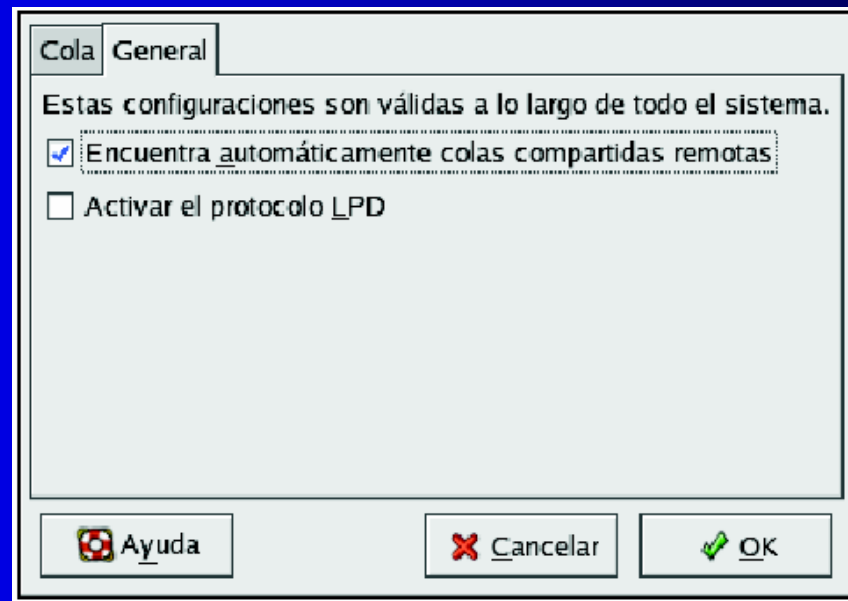 Cola General
Estas configuraciones son válidas a lo largo de todo el sistema.
Encuentra automáticamente colas compartidas remotas
Activar el protocolo LPD
Ayuda Cancelar OK